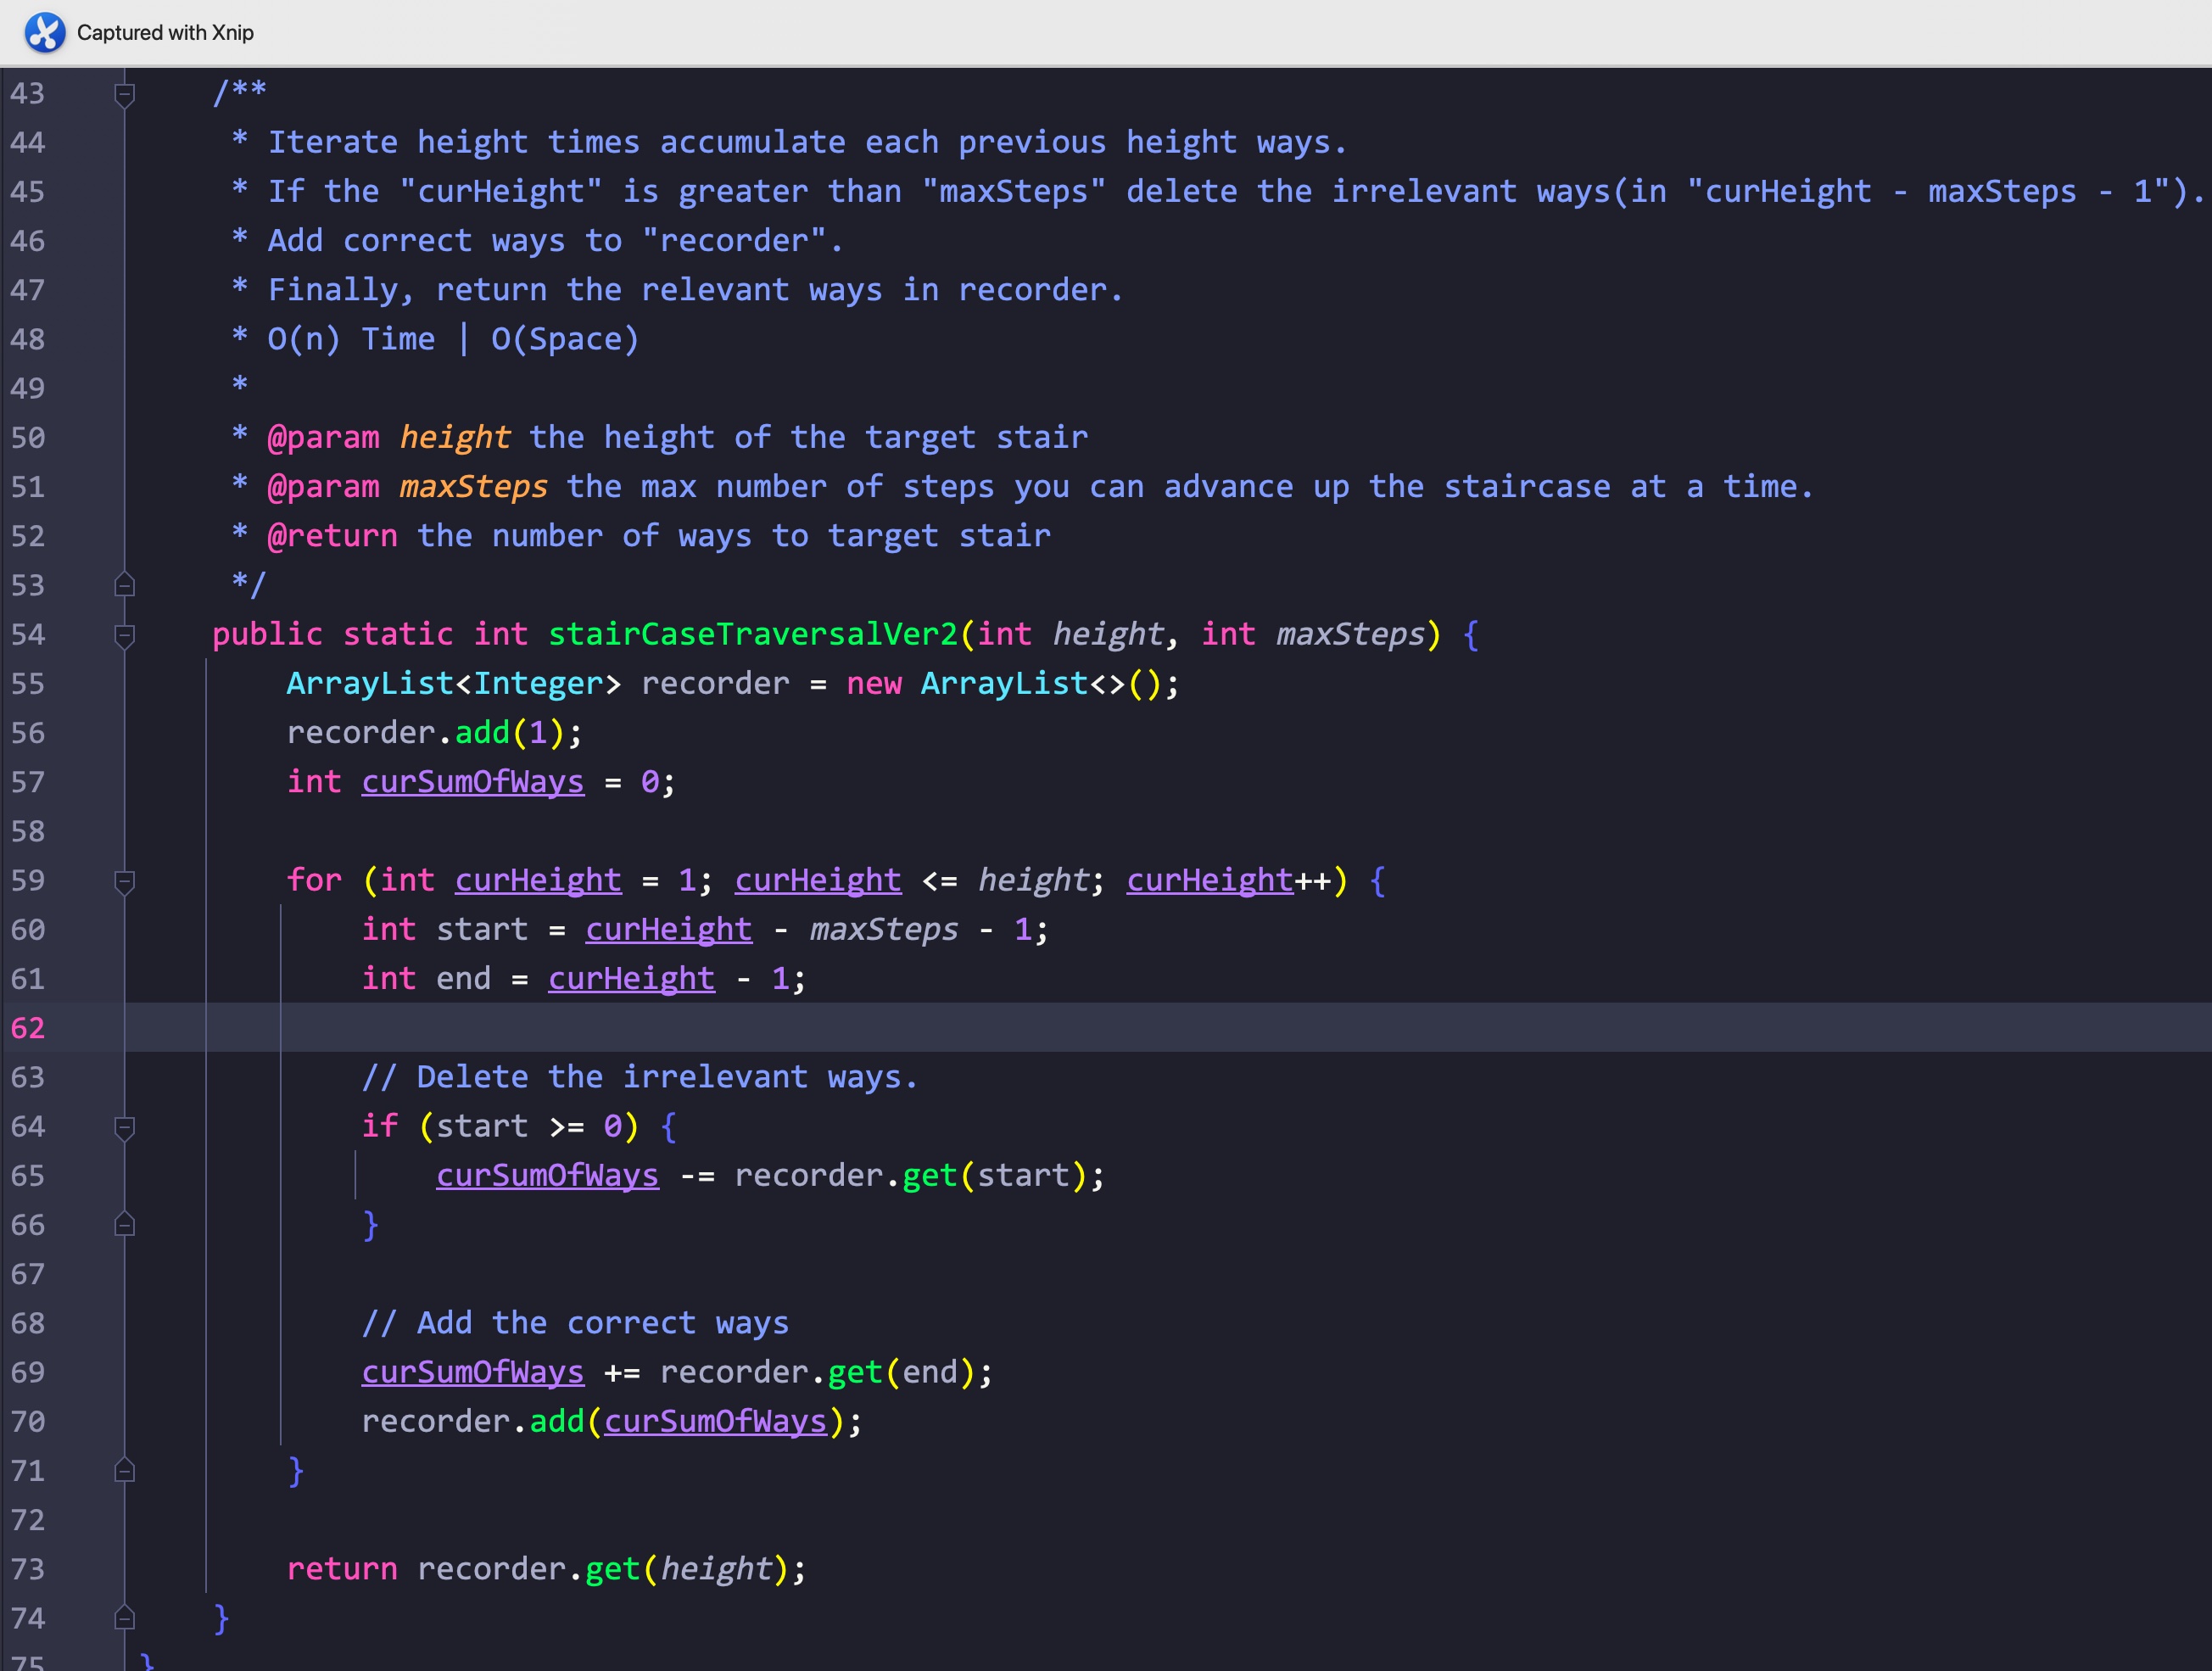 Captured with Xnip
43 /**
44 * Iterate height times accumulate each previous height ways.
45 * If the "curHeight" is greater than "maxSteps" delete the irrelevant ways(in "curHeight - maxSteps - 1").
46 * Add correct ways to "recorder".
47 * Finally, return the relevant ways in recorder.
48 * O(n) Time | O(Space)
49 *
50 * @param height the height of the target stair
51 * @param maxSteps the max number of steps you can advance up the staircase at a time.
52 * @return the number of ways to target stair
53 */
54 public static int stairCaseTraversalVer2(int height, int maxSteps) {
55 ArrayList<Integer> recorder = new ArrayList<>();
56 recorder.add(1);
57 int curSumOfWays = 0;
58
59 for (int curHeight = 1; curHeight <= height; curHeight++) {
60 int start = curHeight - maxSteps - 1;
61 int end = curHeight - 1;
62
63 // Delete the irrelevant ways.
64 if (start >= 0) {
65 curSumOfWays -= recorder.get(start);
66 }
67
68 // Add the correct ways
69 curSumOfWays += recorder.get(end);
70 recorder.add(curSumOfWays);
71 }
72
73 return recorder.get(height);
74 }
75 }